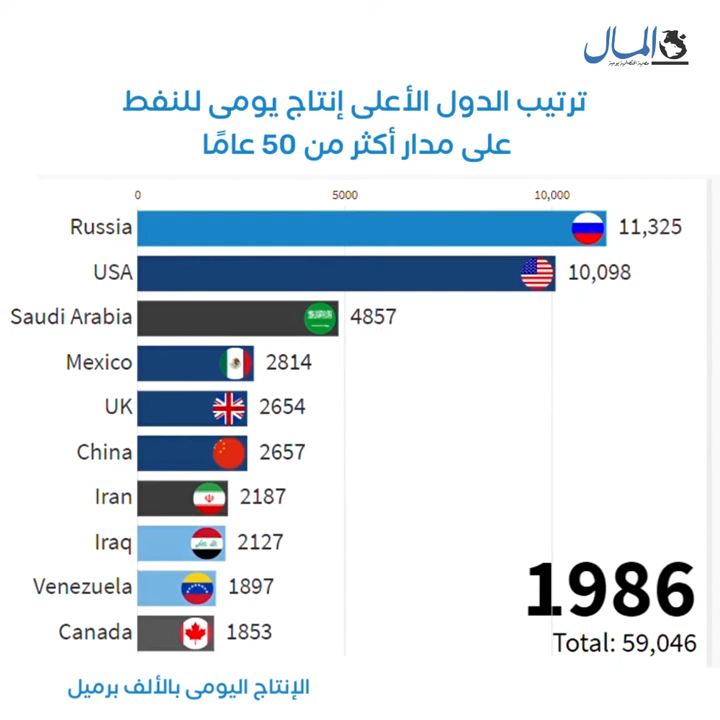 المال
ترتيب الدول الأعلى إنتاج يومى للنفط
على مدار أكثر من 50 عامًا
0 5000 10,000
Russia 11,325
USA 10,098
Saudi Arabia 4857
Mexico 2814
UK 2654
China 2657
Iran 2187
Iraq 2127
Venezuela 1897
Canada 1853
1986
Total: 59,046
الإنتاج اليومى بالألف برميل